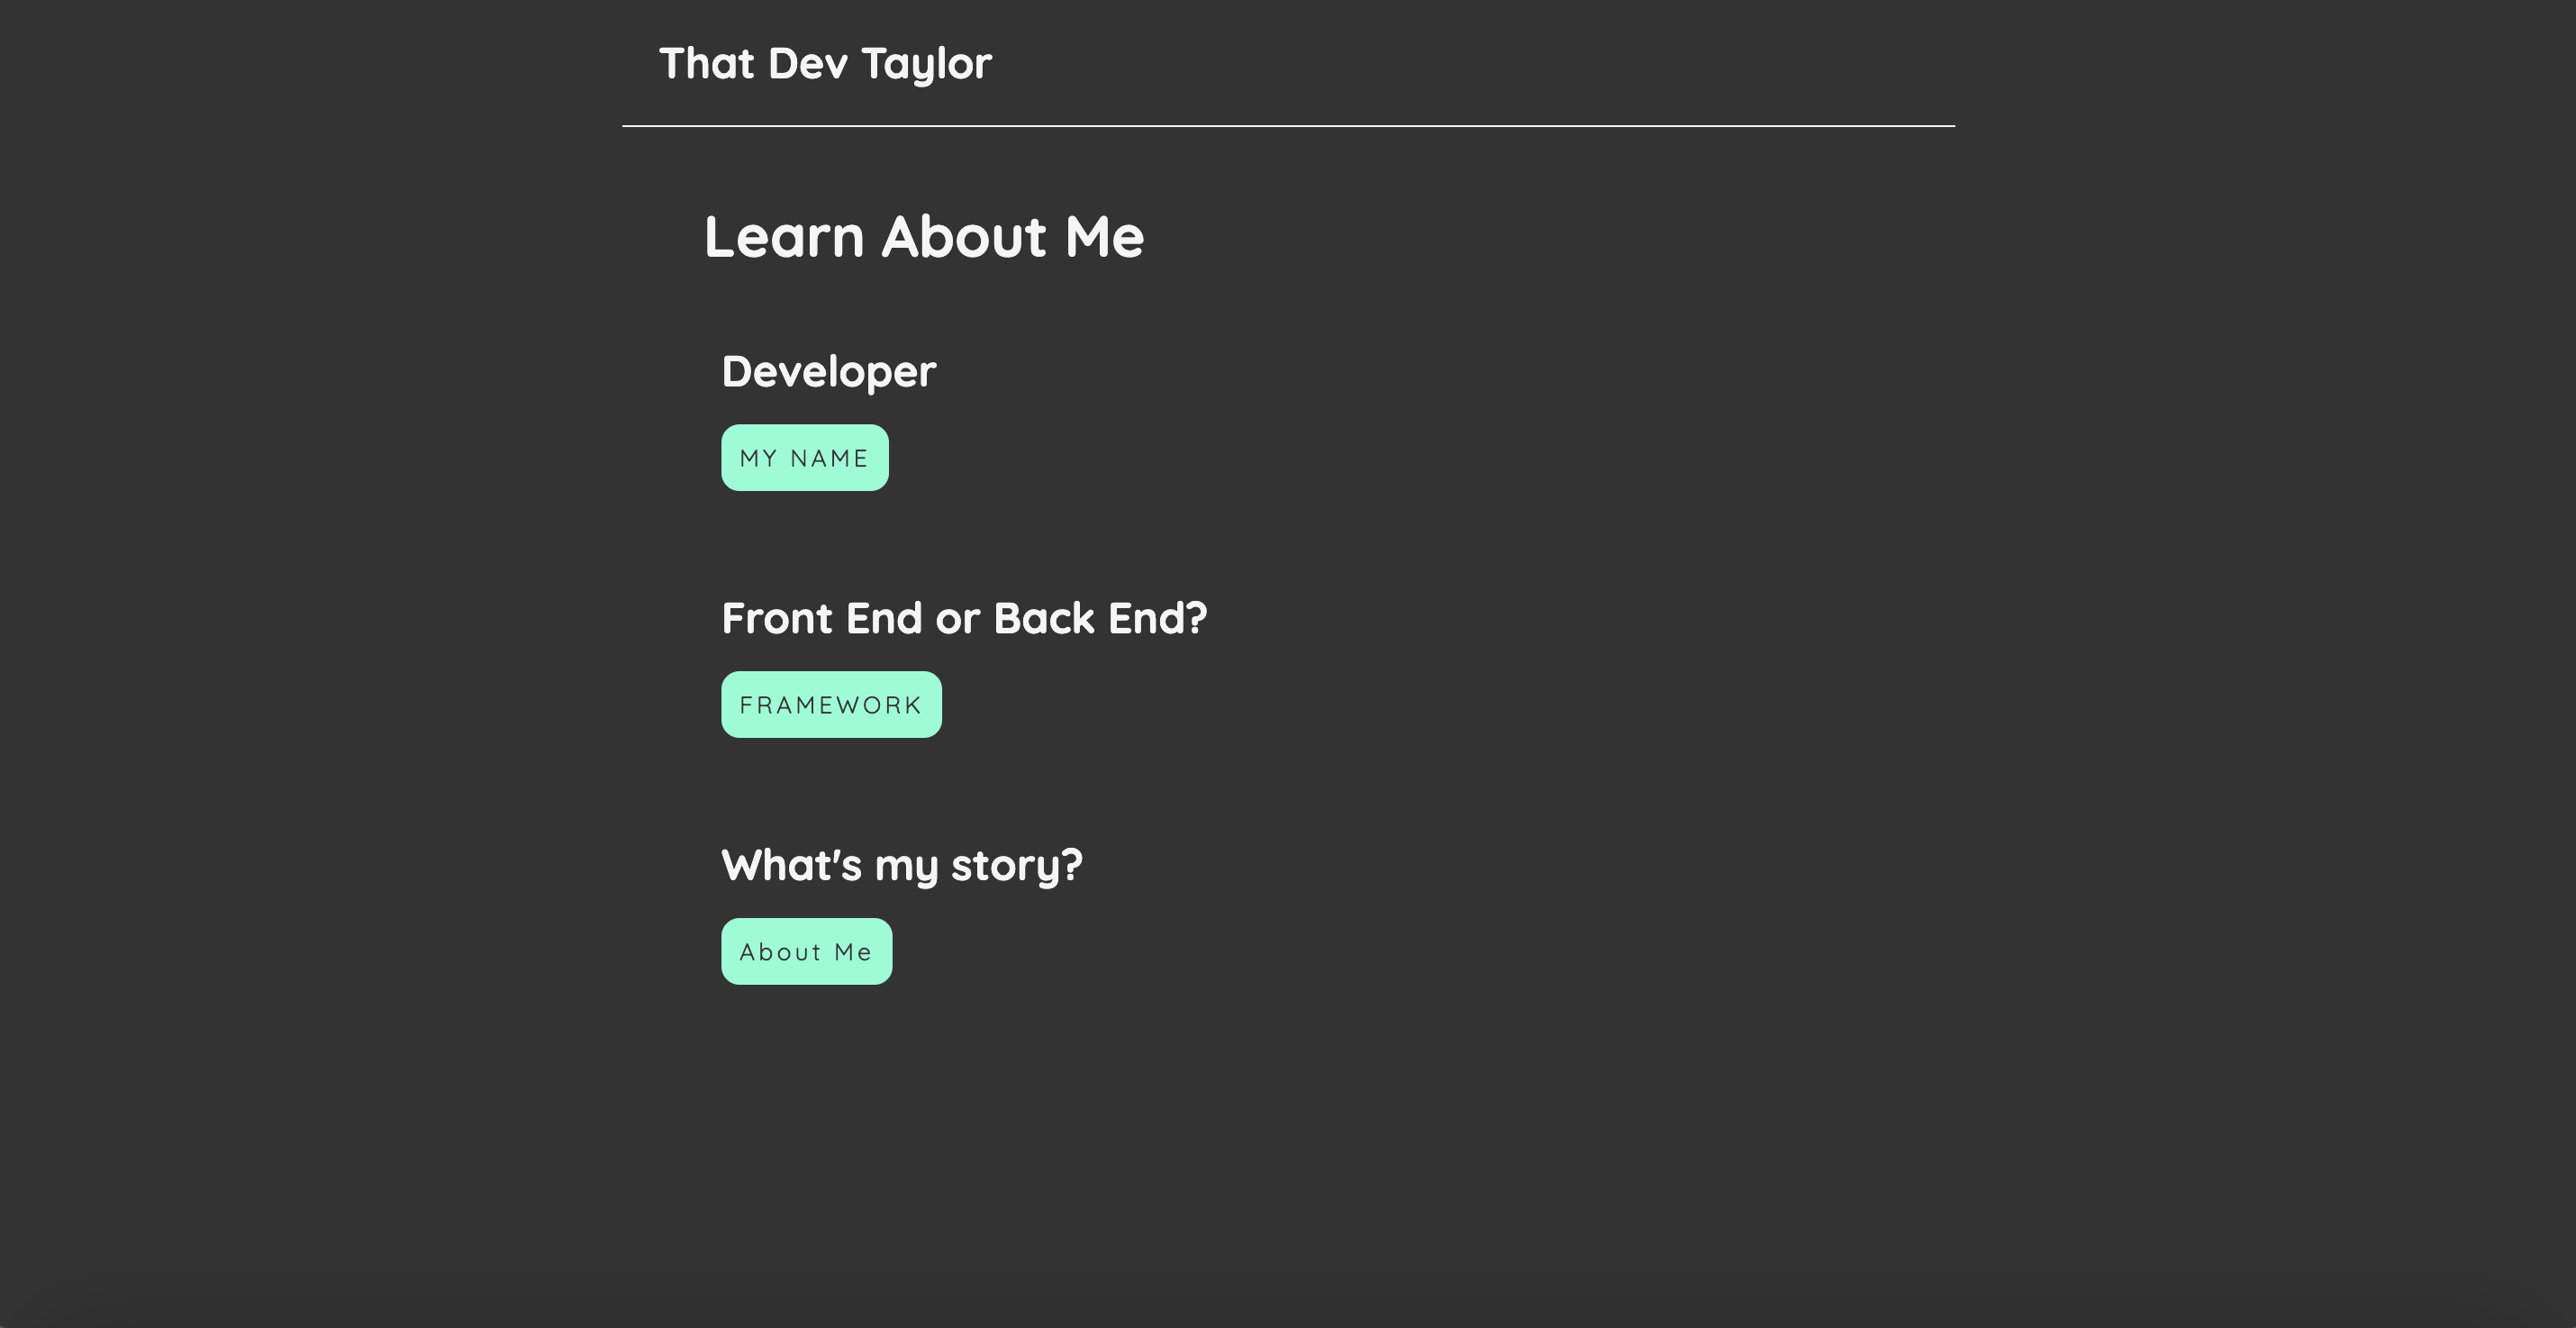 That Dev Taylor
Learn About Me
Developer
MY NAME
Front End or Back End?
FRAMEWORK
What's my story?
About Me